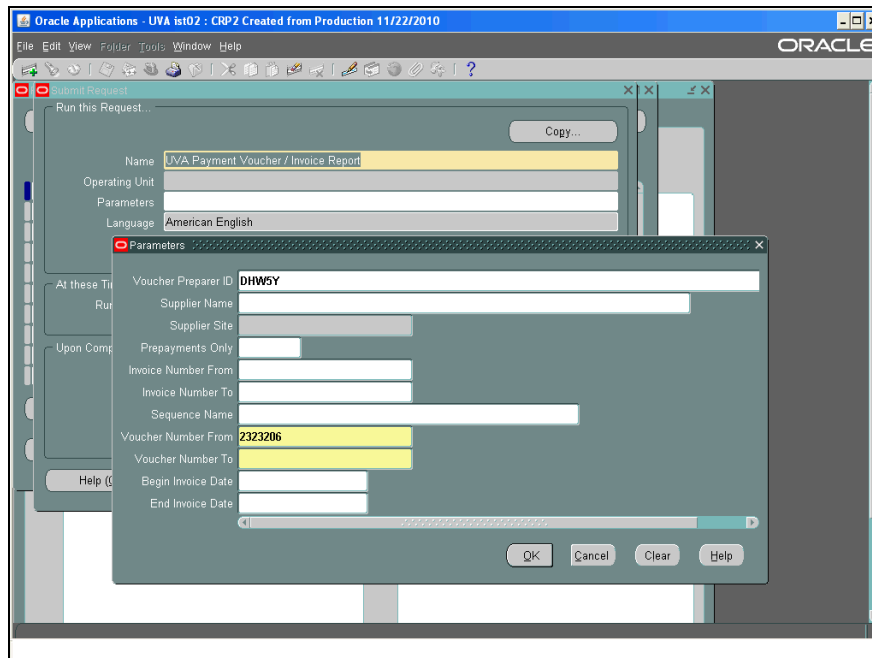 Oracle Applications - UVA ist02 : CRP2 Created from Production 11/22/2010
File Edit View Folder Tools Window Help
ORACLE
Submit Request
Run this Request...
Copy...
Name UVA Payment Voucher / Invoice Report
Operating Unit
Parameters
Language American English
Parameters
At these Ti
Run
Upon Comp
Help (
Voucher Preparer ID DHW5Y
Supplier Name
Supplier Site
Prepayments Only
Invoice Number From
Invoice Number To
Sequence Name
Voucher Number From 2323206
Voucher Number To
Begin Invoice Date
End Invoice Date
OK Cancel Clear Help